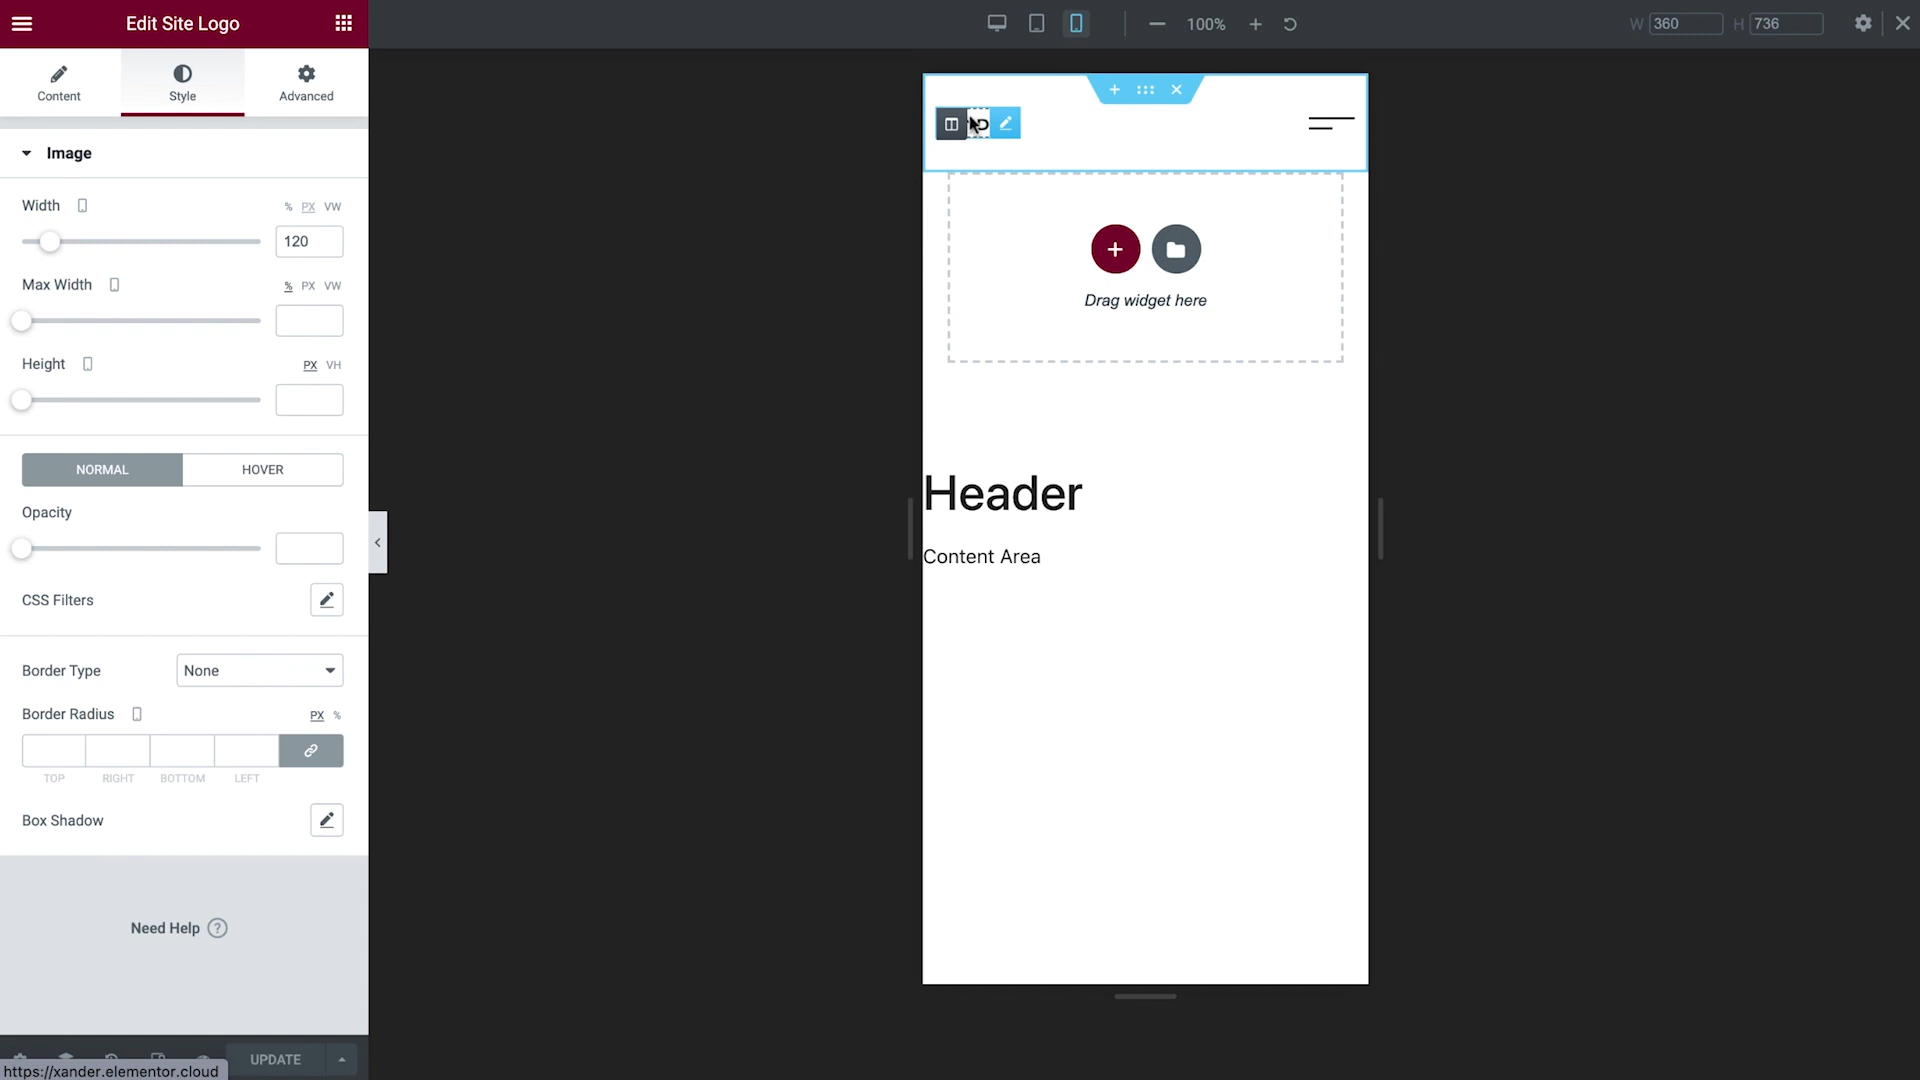 Edit Site Logo
100%
W 360 H 736
Content
Style
Advanced
Image
Width
% PX VW
120
Max Width
% PX VW
Height
PX VH
NORMAL
HOVER
Opacity
CSS Filters
Border Type
None
Border Radius
PX %
TOP RIGHT BOTTOM LEFT
Box Shadow
Need Help ?
UPDATE
https://xander.elementor.cloud
Drag widget here
Header
Content Area